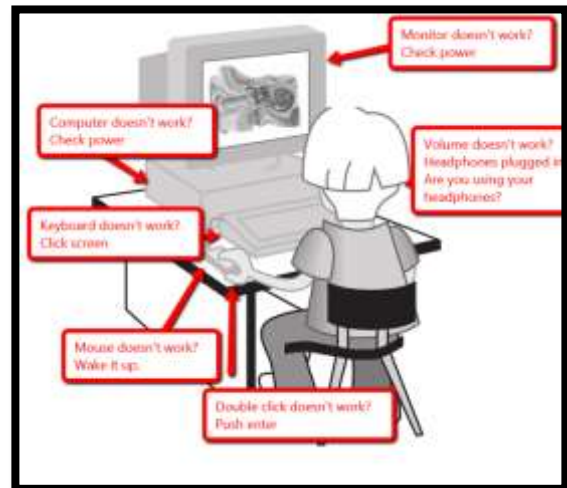 Monitor doesn't work?
Check power
Computer doesn't work?
Check power
Volume doesn't work?
Headphones plugged in
Are you using your
headphones?
Keyboard doesn't work?
Click screen
Mouse doesn't work?
Wake it up.
Double click doesn't work?
Push enter